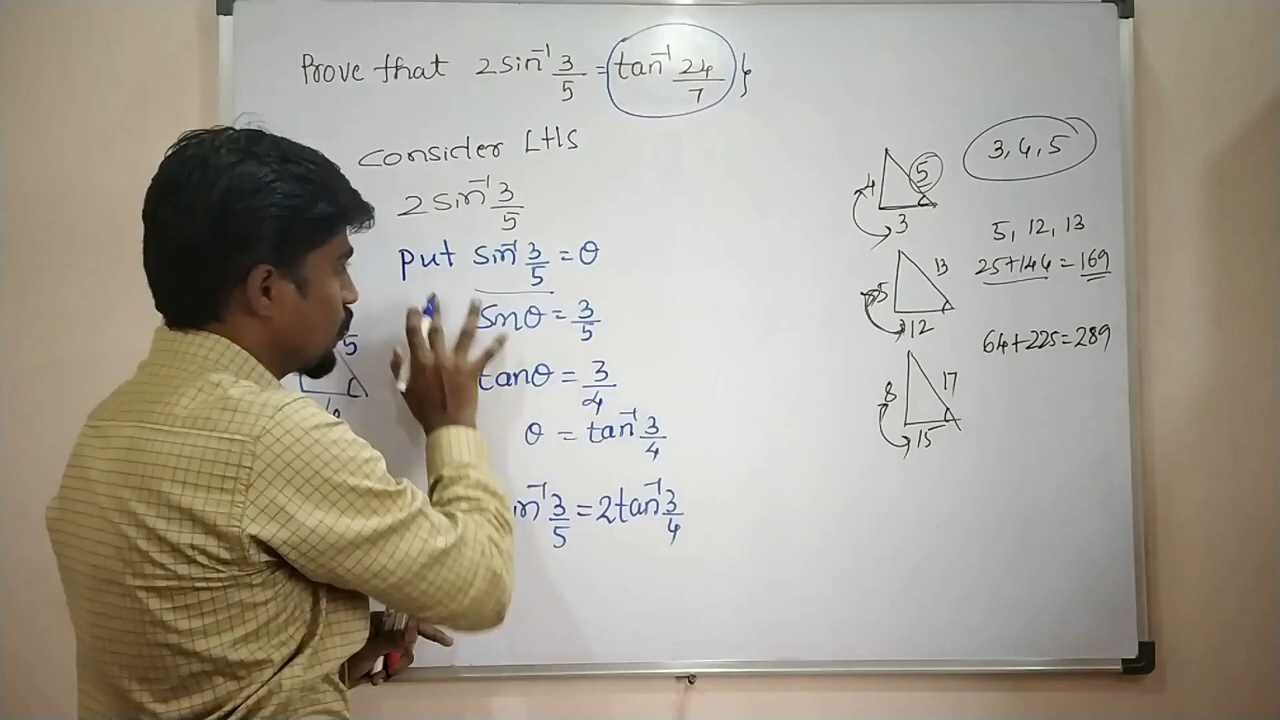 Prove that 2sin⁻¹ 3/5 = tan⁻¹ 24/7
Consider LHS
2sin⁻¹ 3/5
put sin⁻¹ 3/5 = θ
sinθ = 3/5
tanθ = 3/4
θ = tan⁻¹ 3/4
in⁻¹ 3/5 = 2tan⁻¹ 3/4
5
3, 4, 5
4
5
3
5, 12, 13
25+144 = 169
5
13
12
64+225=289
8
17
15